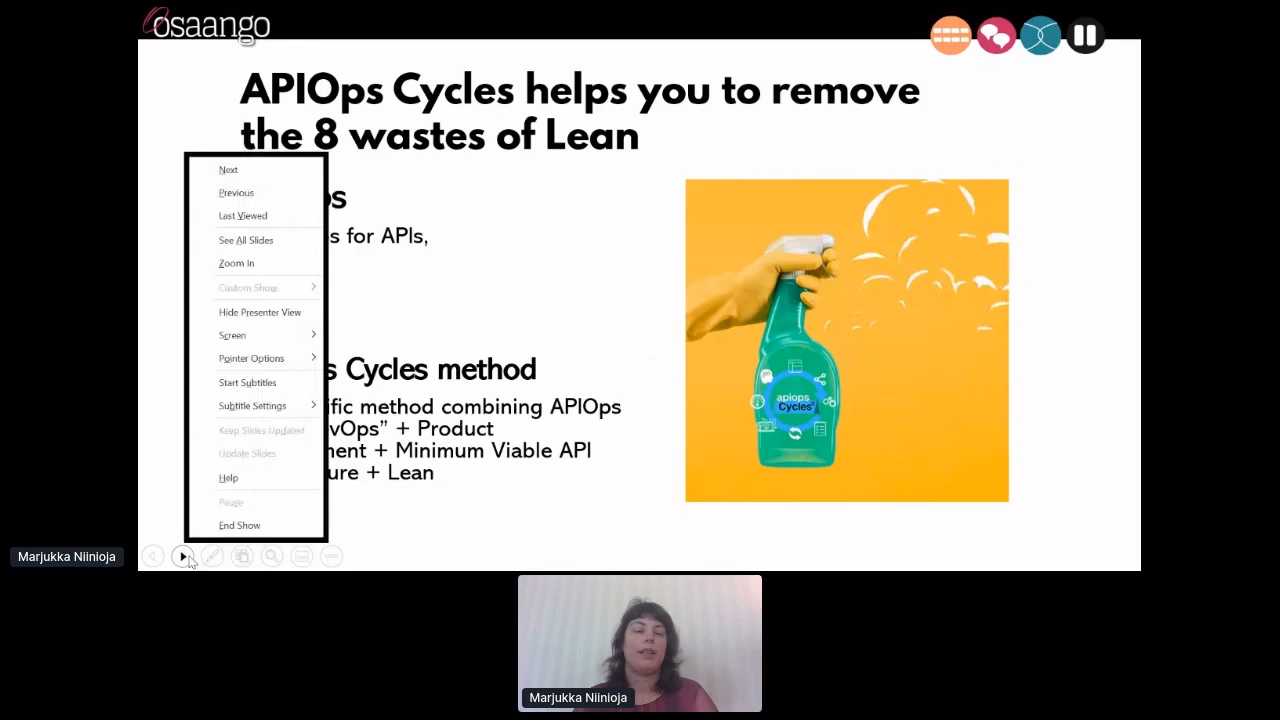 osaango
APIOps Cycles helps you to remove
the 8 wastes of Lean
Next
Previous
Last Viewed
See All Slides
Zoom In
Custom Show
Hide Presenter View
Screen
Pointer Options
Start Subtitles
Subtitle Settings
Keep Slides Updated
Update Slides
Help
Pause
End Show
s for APIs,
s Cycles method
fic method combining APIOps
vOps” + Product
ment + Minimum Viable API
ure + Lean
apiops
Cycles
Marjukka Niinioja
Marjukka Niinioja